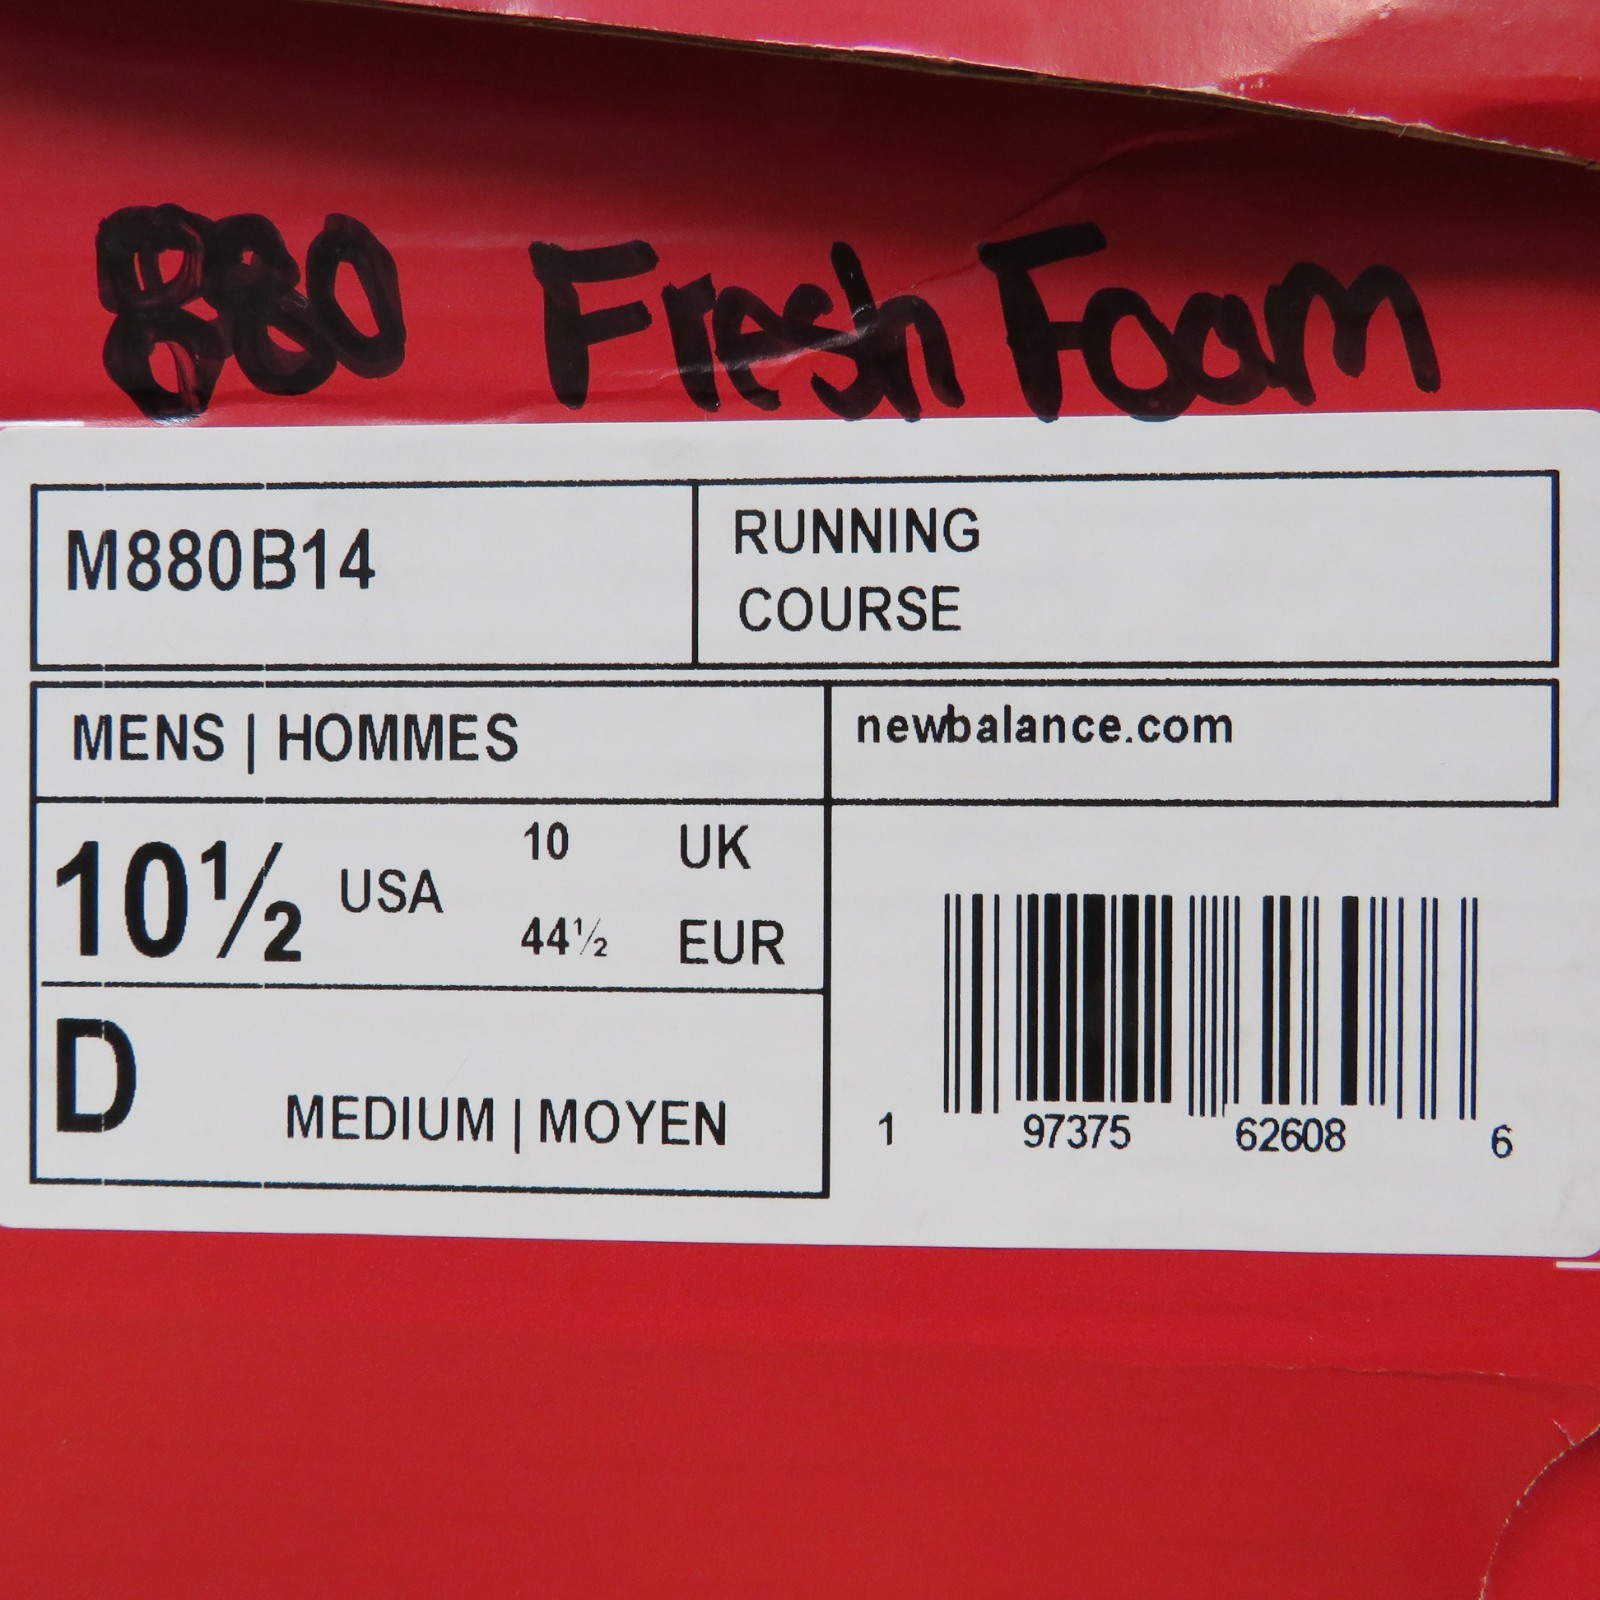 880 Fresh Foam
M880B14
RUNNING
COURSE
MENS | HOMMES
newbalance.com
10½ USA
10 UK
44½ EUR
D
MEDIUM | MOYEN
1 97375 62608 6